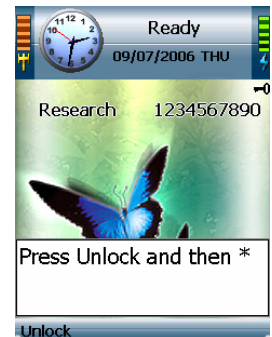 Ready
09/07/2006 THU
Research 1234567890
Press Unlock and then *
Unlock